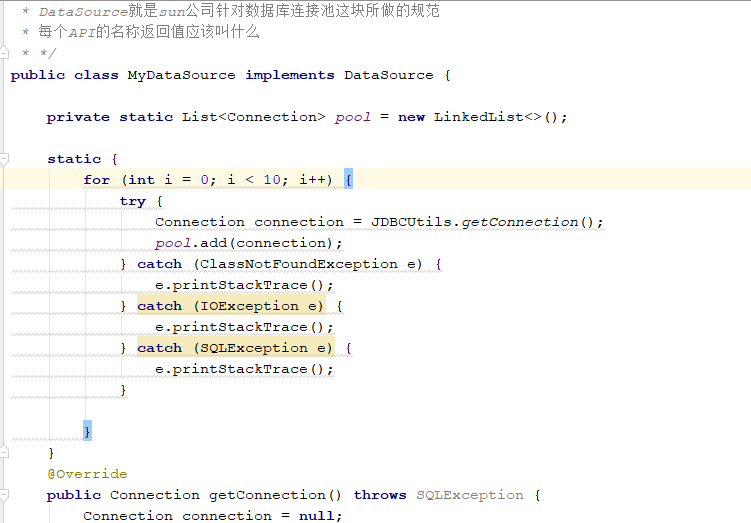 * DataSource就是sun公司针对数据库连接池这块所做的规范
* 每个API的名称返回值应该叫什么
* */
public class MyDataSource implements DataSource {
private static List<Connection> pool = new LinkedList<>();
static {
for (int i = 0; i < 10; i++) {
try {
Connection connection = JDBCUtils.getConnection();
pool.add(connection);
} catch (ClassNotFoundException e) {
e.printStackTrace();
} catch (IOException e) {
e.printStackTrace();
} catch (SQLException e) {
e.printStackTrace();
}
}
}
@Override
public Connection getConnection() throws SQLException {
Connection connection = null;